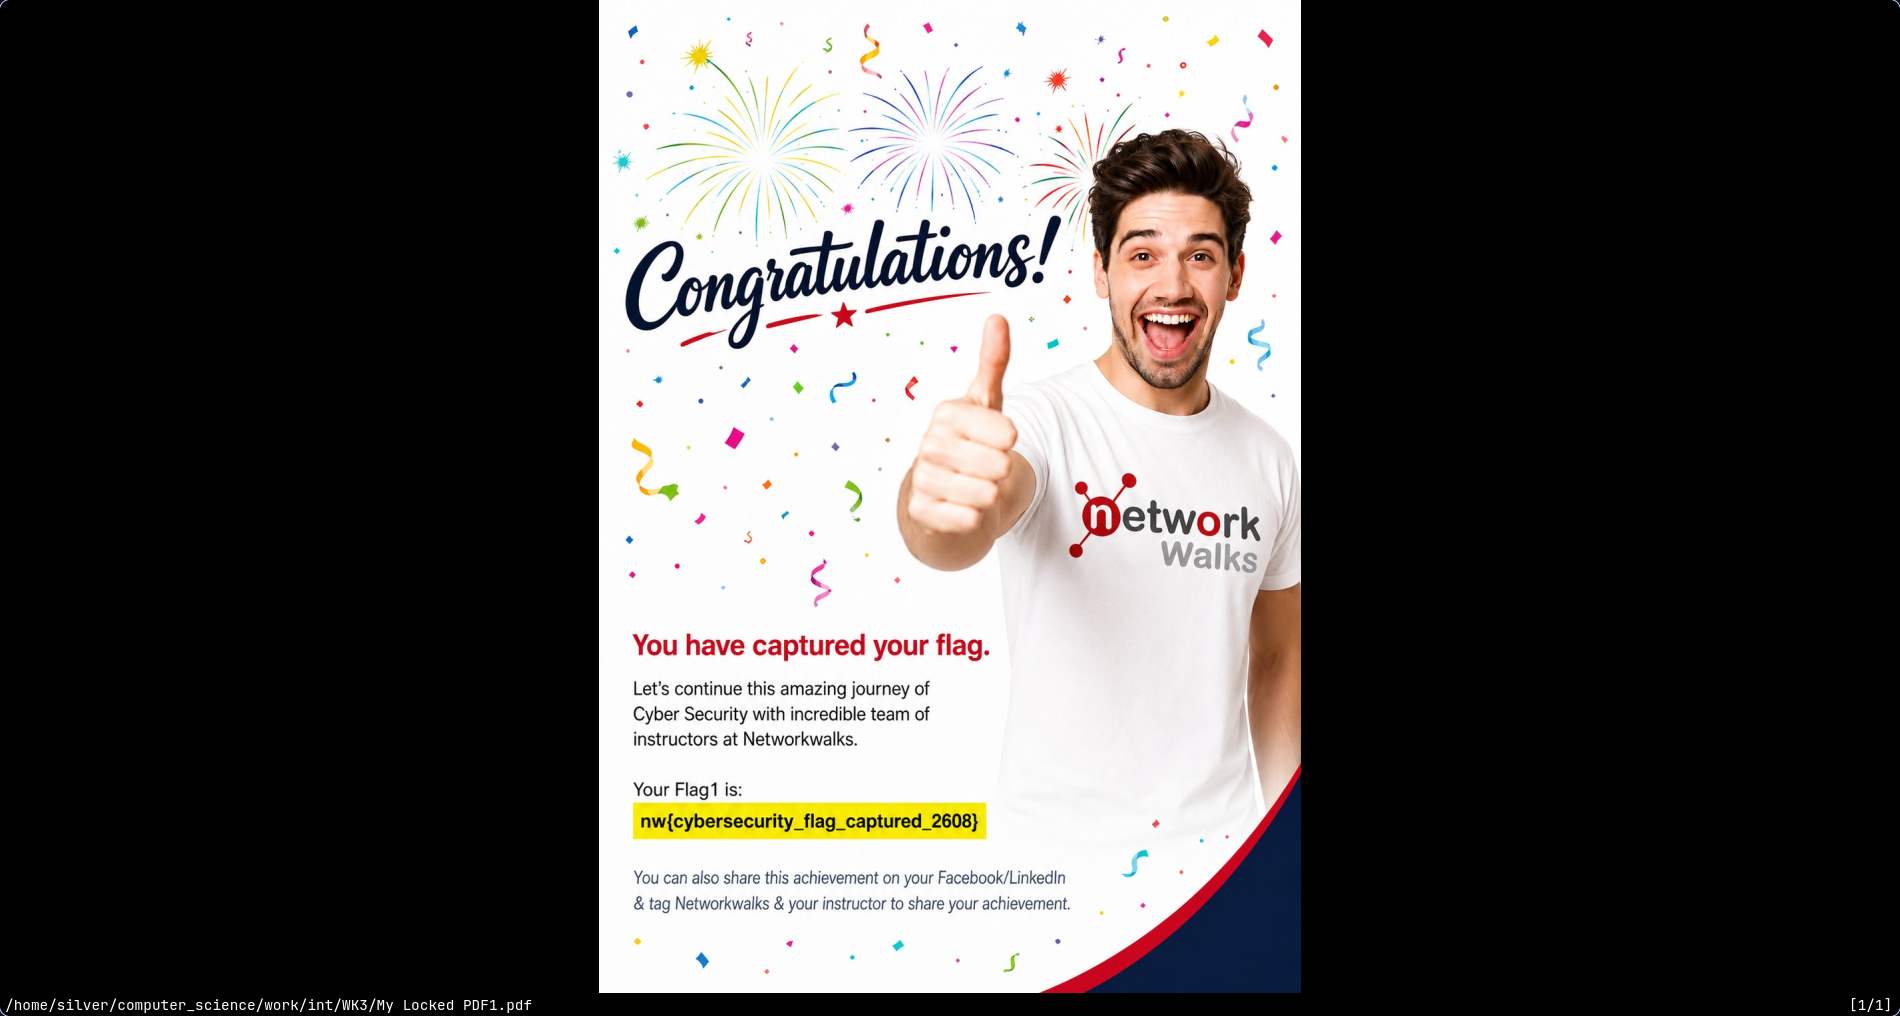 Congratulations!
network
Walks
You have captured your flag.
Let's continue this amazing journey of
Cyber Security with incredible team of
instructors at Networkwalks.
Your Flag1 is:
nw{cybersecurity_flag_captured_2608}
You can also share this achievement on your Facebook/LinkedIn
& tag Networkwalks & your instructor to share your achievement.
/home/silver/computer_science/work/int/WK3/My Locked PDF1.pdf
[1/1]